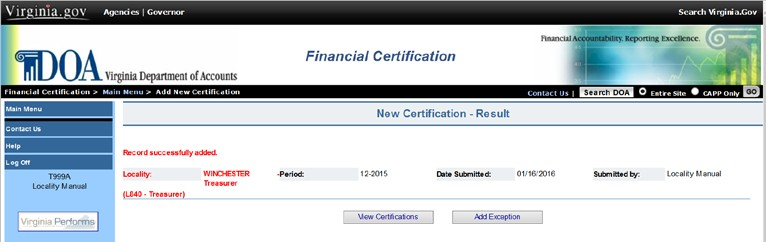 Virginia.gov Agencies | Governor Search Virginia.Gov
Financial Accountability. Reporting Excellence.
Financial Certification
DOA Virginia Department of Accounts
Financial Certification > Main Menu > Add New Certification Contact Us | Search DOA Entire Site CAPP Only GO
Main Menu
Contact Us
Help
Log Off
T999A
Locality Manual
Virginia Performs
New Certification - Result
Record successfully added.
Locality: WINCHESTER -Period: 12-2015 Date Submitted: 01/16/2016 Submitted by: Locality Manual
Treasurer
(L840 - Treasurer)
View Certifications Add Exception